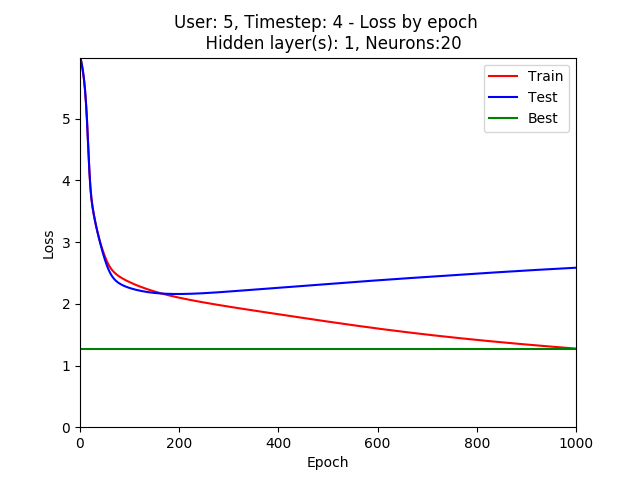 User: 5, Timestep: 4 - Loss by epoch
Hidden layer(s): 1, Neurons:20
Train
Test
Best
5
4
3
2
1
0
Loss
0 200 400 600 800 1000
Epoch